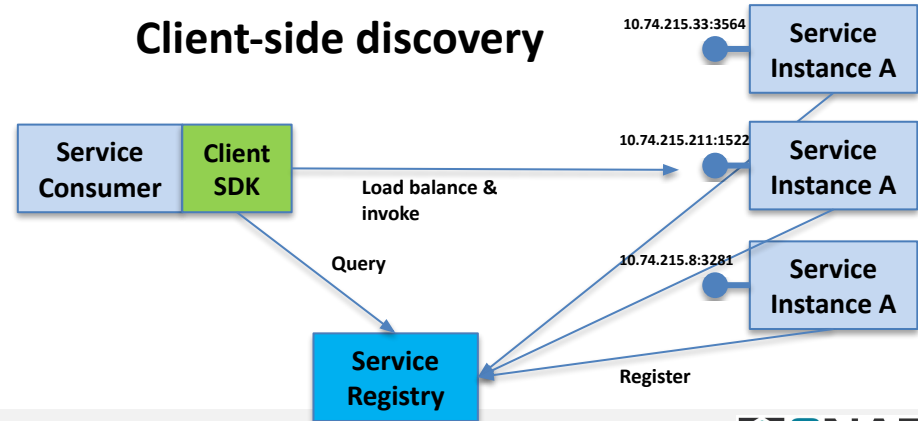 Client-side discovery
10.74.215.33:3564
Service
Instance A
Service
Consumer
Client
SDK
Load balance &
invoke
10.74.215.211:1522
Service
Instance A
Query
10.74.215.8:3281
Service
Instance A
Service
Registry
Register